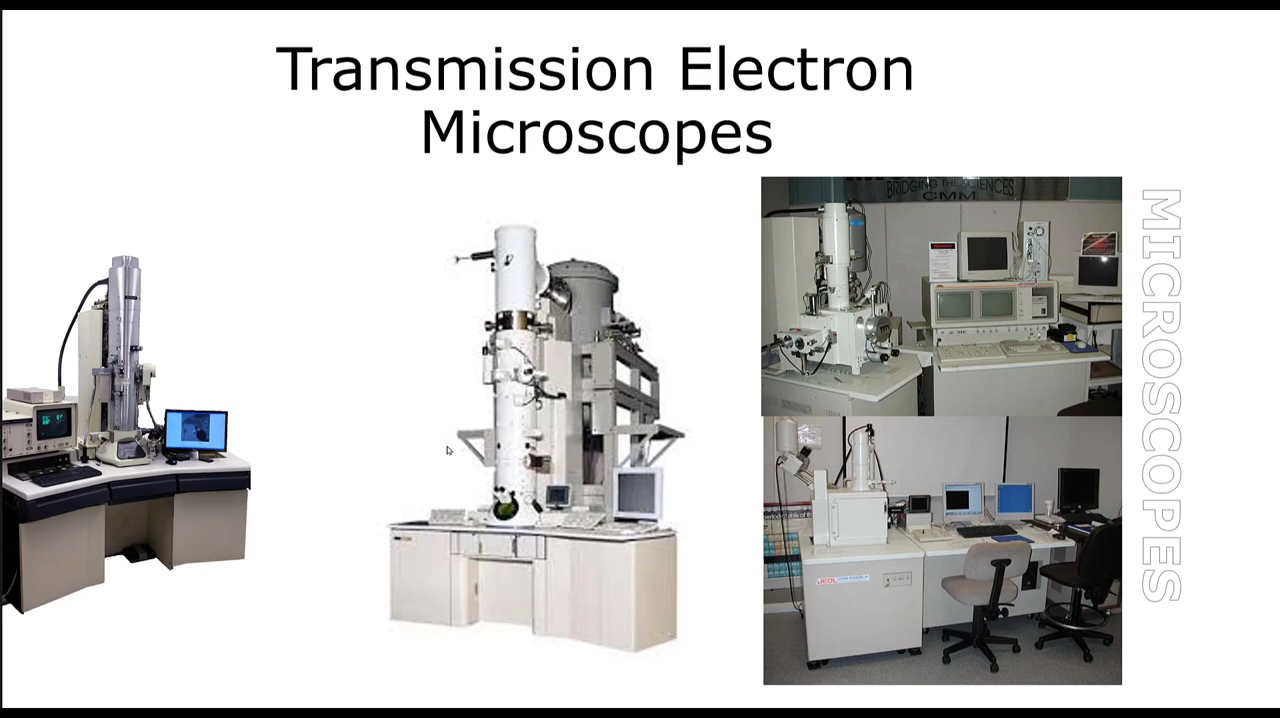 Transmission Electron
Microscopes
BRIDGING THE SCIENCES
CMM
MICROSCOPES
JEOL